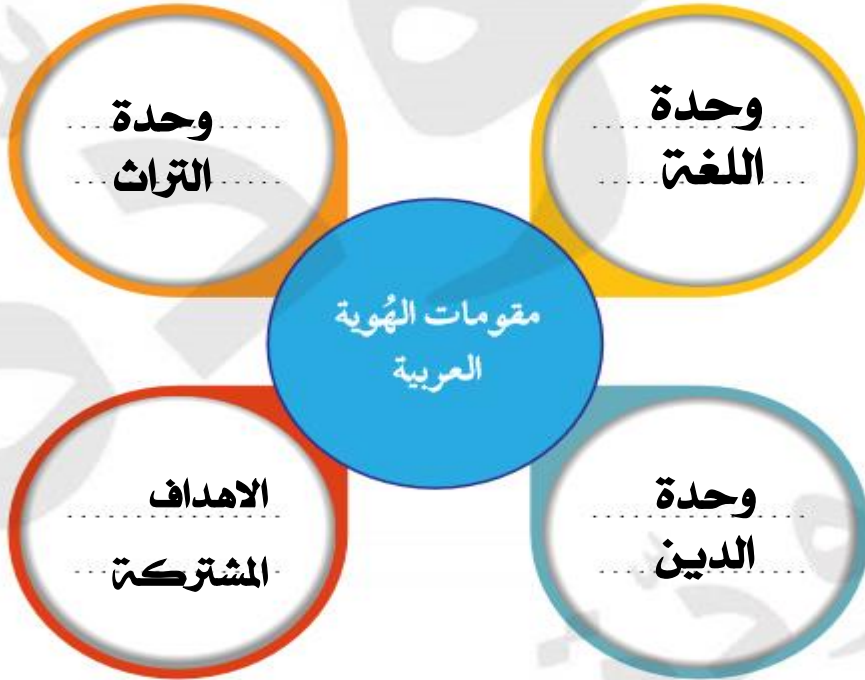 وحدة
اللغة
وحدة
التراث
مقومات الهُوية
العربية
وحدة
الدين
الاهداف
المشتركة